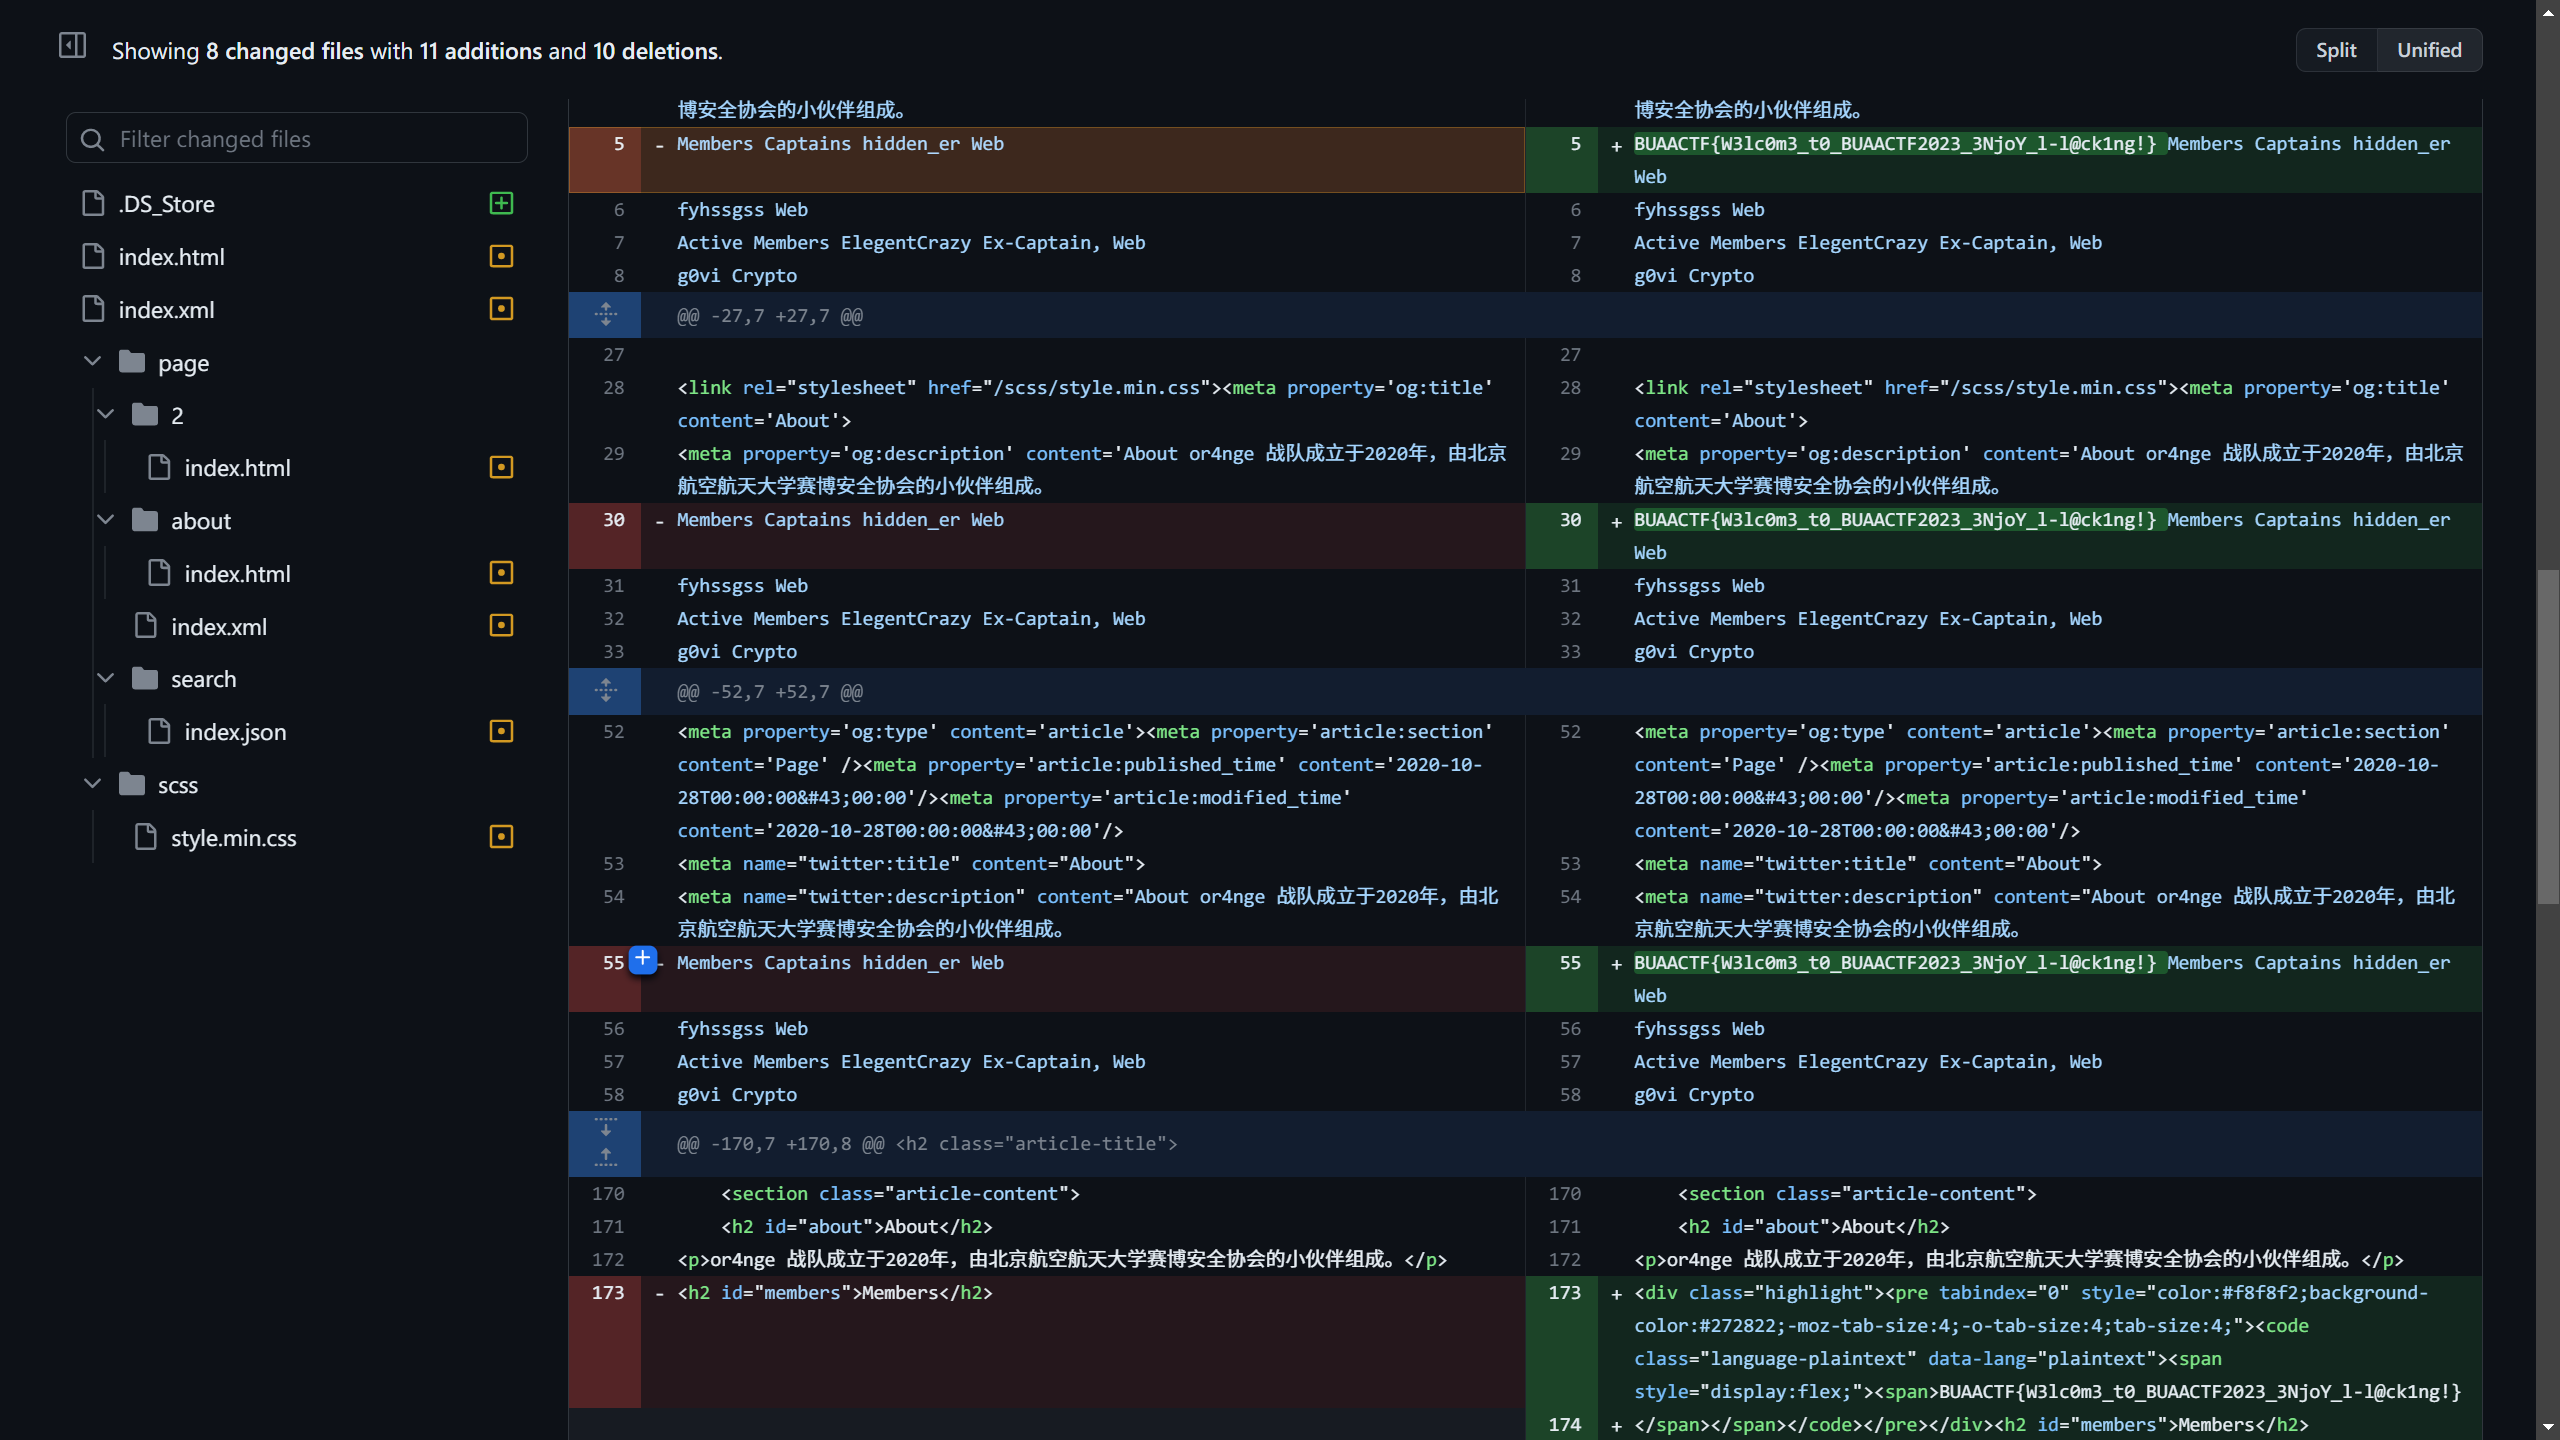 Showing 8 changed files with 11 additions and 10 deletions.
Split
Unified
Filter changed files
.DS_Store
index.html
index.xml
page
2
index.html
about
index.html
index.xml
search
index.json
scss
style.min.css
博安全协会的小伙伴组成。
5 - Members Captains hidden_er Web
6 fyhssgss Web
7 Active Members ElegentCrazy Ex-Captain, Web
8 g0vi Crypto
@@ -27,7 +27,7 @@
27
28 <link rel="stylesheet" href="/scss/style.min.css"><meta property='og:title'
content='About'>
29 <meta property='og:description' content='About or4nge 战队成立于2020年，由北京
航空航天大学赛博安全协会的小伙伴组成。
30 - Members Captains hidden_er Web
31 fyhssgss Web
32 Active Members ElegentCrazy Ex-Captain, Web
33 g0vi Crypto
@@ -52,7 +52,7 @@
52 <meta property='og:type' content='article'><meta property='article:section'
content='Page' /><meta property='article:published_time' content='2020-10-
28T00:00:00&#43;00:00'/><meta property='article:modified_time'
content='2020-10-28T00:00:00&#43;00:00'/>
53 <meta name="twitter:title" content="About">
54 <meta name="twitter:description" content="About or4nge 战队成立于2020年，由北
京航空航天大学赛博安全协会的小伙伴组成。
55 - Members Captains hidden_er Web
56 fyhssgss Web
57 Active Members ElegentCrazy Ex-Captain, Web
58 g0vi Crypto
@@ -170,7 +170,8 @@ <h2 class="article-title">
170 <section class="article-content">
171 <h2 id="about">About</h2>
172 <p>or4nge 战队成立于2020年，由北京航空航天大学赛博安全协会的小伙伴组成。</p>
173 - <h2 id="members">Members</h2>
博安全协会的小伙伴组成。
5 + BUAACTF{W3lc0m3_t0_BUAACTF2023_3NjoY_l-l@ck1ng!} Members Captains hidden_er
Web
6 fyhssgss Web
7 Active Members ElegentCrazy Ex-Captain, Web
8 g0vi Crypto
27
28 <link rel="stylesheet" href="/scss/style.min.css"><meta property='og:title'
content='About'>
29 <meta property='og:description' content='About or4nge 战队成立于2020年，由北京
航空航天大学赛博安全协会的小伙伴组成。
30 + BUAACTF{W3lc0m3_t0_BUAACTF2023_3NjoY_l-l@ck1ng!} Members Captains hidden_er
Web
31 fyhssgss Web
32 Active Members ElegentCrazy Ex-Captain, Web
33 g0vi Crypto
52 <meta property='og:type' content='article'><meta property='article:section'
content='Page' /><meta property='article:published_time' content='2020-10-
28T00:00:00&#43;00:00'/><meta property='article:modified_time'
content='2020-10-28T00:00:00&#43;00:00'/>
53 <meta name="twitter:title" content="About">
54 <meta name="twitter:description" content="About or4nge 战队成立于2020年，由北
京航空航天大学赛博安全协会的小伙伴组成。
55 + BUAACTF{W3lc0m3_t0_BUAACTF2023_3NjoY_l-l@ck1ng!} Members Captains hidden_er
Web
56 fyhssgss Web
57 Active Members ElegentCrazy Ex-Captain, Web
58 g0vi Crypto
170 <section class="article-content">
171 <h2 id="about">About</h2>
172 <p>or4nge 战队成立于2020年，由北京航空航天大学赛博安全协会的小伙伴组成。</p>
173 + <div class="highlight"><pre tabindex="0" style="color:#f8f8f2;background-
color:#272822;-moz-tab-size:4;-o-tab-size:4;tab-size:4;"><code
class="language-plaintext" data-lang="plaintext"><span
style="display:flex;"><span>BUAACTF{W3lc0m3_t0_BUAACTF2023_3NjoY_l-l@ck1ng!}
174 + </span></span></code></pre></div><h2 id="members">Members</h2>